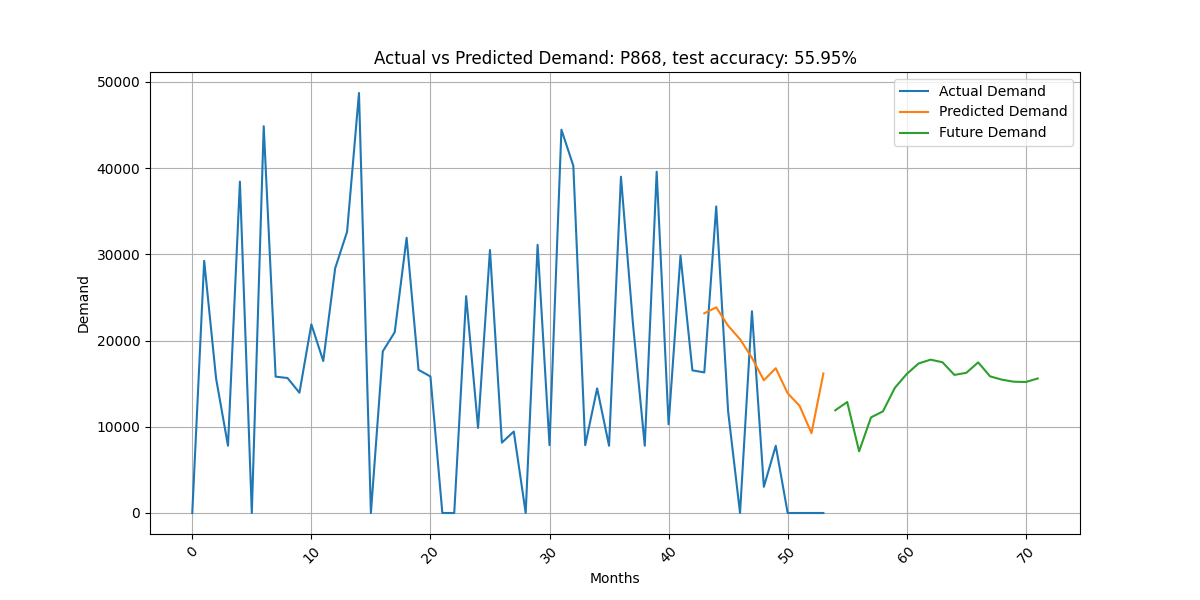 Actual vs Predicted Demand: P868, test accuracy: 55.95%
Actual Demand
Predicted Demand
Future Demand
50000
40000
30000
20000
10000
0
Demand
0 10 20 30 40 50 60 70
Months